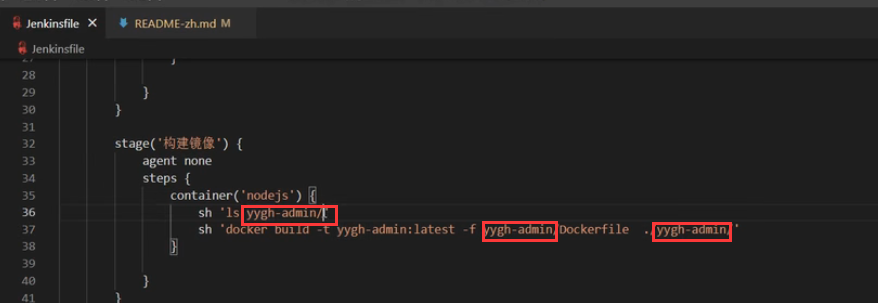 Jenkinsfile × README-zh.md M
Jenkinsfile
28
29 }
30 }
31
32 stage('构建镜像') {
33 agent none
34 steps {
35 container('nodejs') {
36 sh 'ls yygh-admin/'
37 sh 'docker build -t yygh-admin:latest -f yygh-admin/Dockerfile ./yygh-admin/'
38 }
39
40 }
41 }